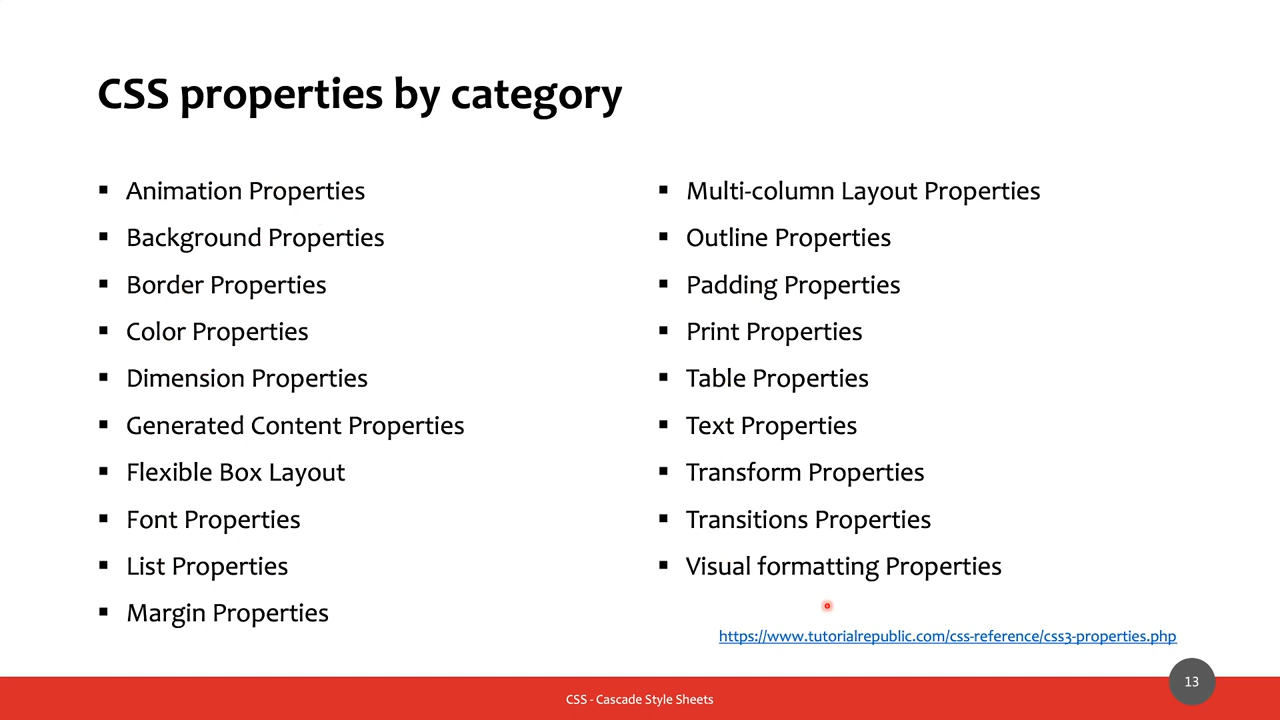 CSS properties by category
▪ Animation Properties
▪ Background Properties
▪ Border Properties
▪ Color Properties
▪ Dimension Properties
▪ Generated Content Properties
▪ Flexible Box Layout
▪ Font Properties
▪ List Properties
▪ Margin Properties
▪ Multi-column Layout Properties
▪ Outline Properties
▪ Padding Properties
▪ Print Properties
▪ Table Properties
▪ Text Properties
▪ Transform Properties
▪ Transitions Properties
▪ Visual formatting Properties
https://www.tutorialrepublic.com/css-reference/css3-properties.php
CSS - Cascade Style Sheets
13